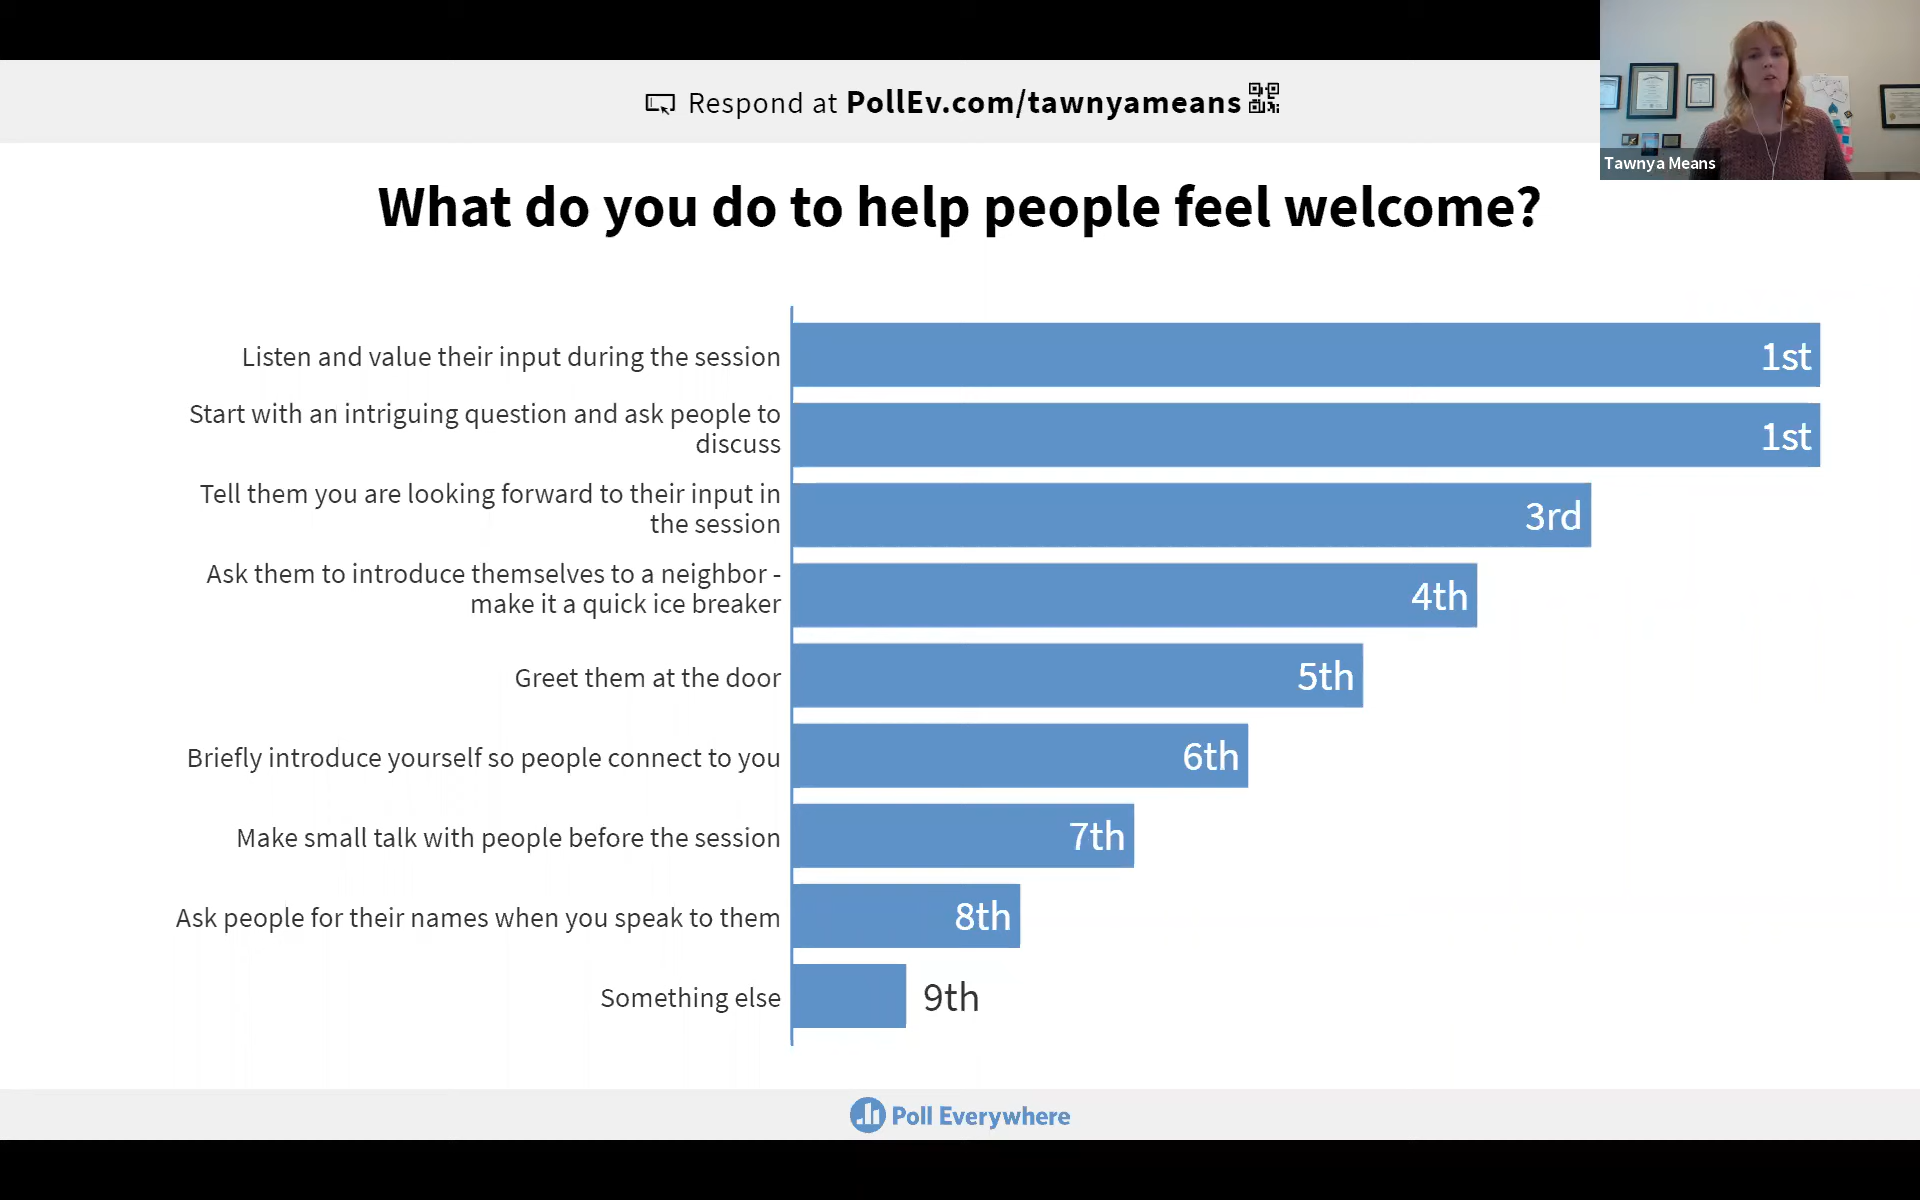 Respond at PollEv.com/tawnyameans
Tawnya Means
What do you do to help people feel welcome?
Listen and value their input during the session
1st
Start with an intriguing question and ask people to
discuss
1st
Tell them you are looking forward to their input in
the session
3rd
Ask them to introduce themselves to a neighbor -
make it a quick ice breaker
4th
Greet them at the door
5th
Briefly introduce yourself so people connect to you
6th
Make small talk with people before the session
7th
Ask people for their names when you speak to them
8th
Something else
9th
Poll Everywhere